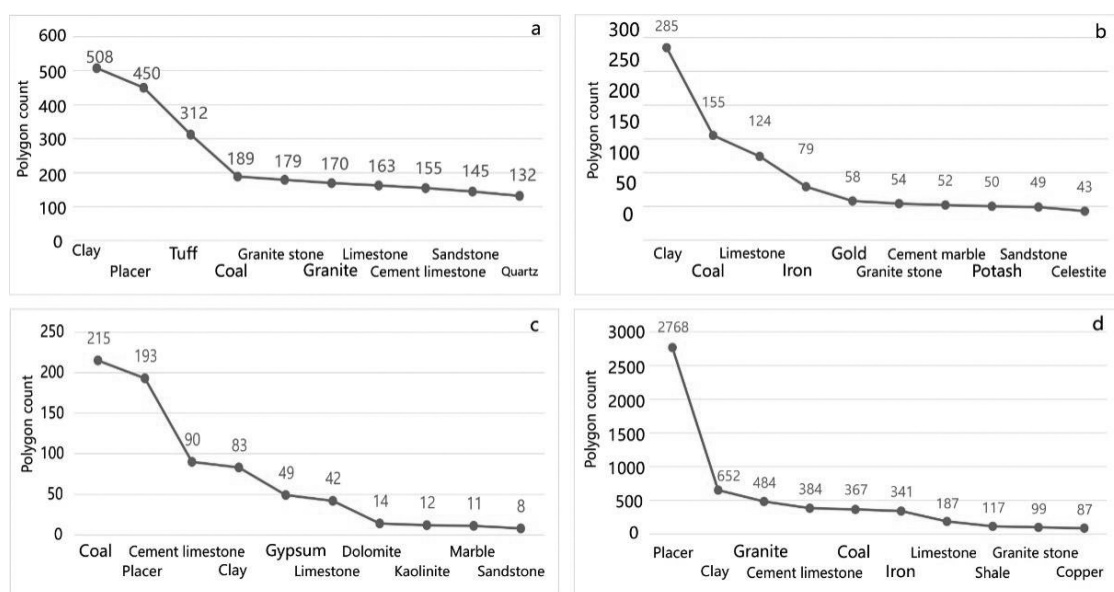 a
600
500
400
300
200
100
0
Polygon count
508
450
312
189
179
170
163
155
145
132
Clay
Placer
Tuff
Coal
Granite stone
Granite
Limestone
Cement limestone
Sandstone
Quartz
b
300
250
200
250
150
100
50
0
Polygon count
285
155
124
79
58
54
52
50
49
43
Clay
Coal
Limestone
Iron
Gold
Granite stone
Cement marble
Potash
Sandstone
Celestite
c
250
200
150
100
50
0
Polygon count
215
193
90
83
49
42
14
12
11
8
Coal
Placer
Cement limestone
Clay
Gypsum
Limestone
Dolomite
Kaolinite
Marble
Sandstone
d
3000
2500
2000
1500
1000
500
0
Polygon count
2768
652
484
384
367
341
187
117
99
87
Placer
Clay
Granite
Cement limestone
Coal
Iron
Limestone
Shale
Granite stone
Copper